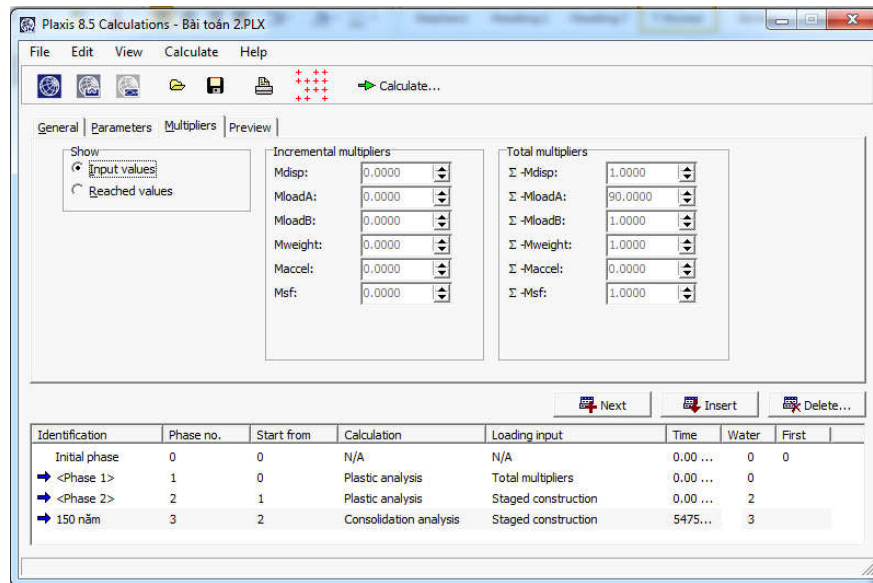 Plaxis 8.5 Calculations - Bài toán 2.PLX
File Edit View Calculate Help
Calculate...
General Parameters Multipliers Preview
Show
Input values
Reached values
Incremental multipliers
Mdisp: 0.0000
MloadA: 0.0000
MloadB: 0.0000
Mweight: 0.0000
Maccel: 0.0000
Msf: 0.0000
Total multipliers
Σ -Mdisp: 1.0000
Σ -MloadA: 90.0000
Σ -MloadB: 1.0000
Σ -Mweight: 1.0000
Σ -Maccel: 0.0000
Σ -Msf: 1.0000
Next Insert Delete...
Identification Phase no. Start from Calculation Loading input Time Water First
Initial phase 0 0 N/A N/A 0.00 ... 0 0
<Phase 1> 1 0 Plastic analysis Total multipliers 0.00 ... 0
<Phase 2> 2 1 Plastic analysis Staged construction 0.00 ... 2
150 năm 3 2 Consolidation analysis Staged construction 5475... 3